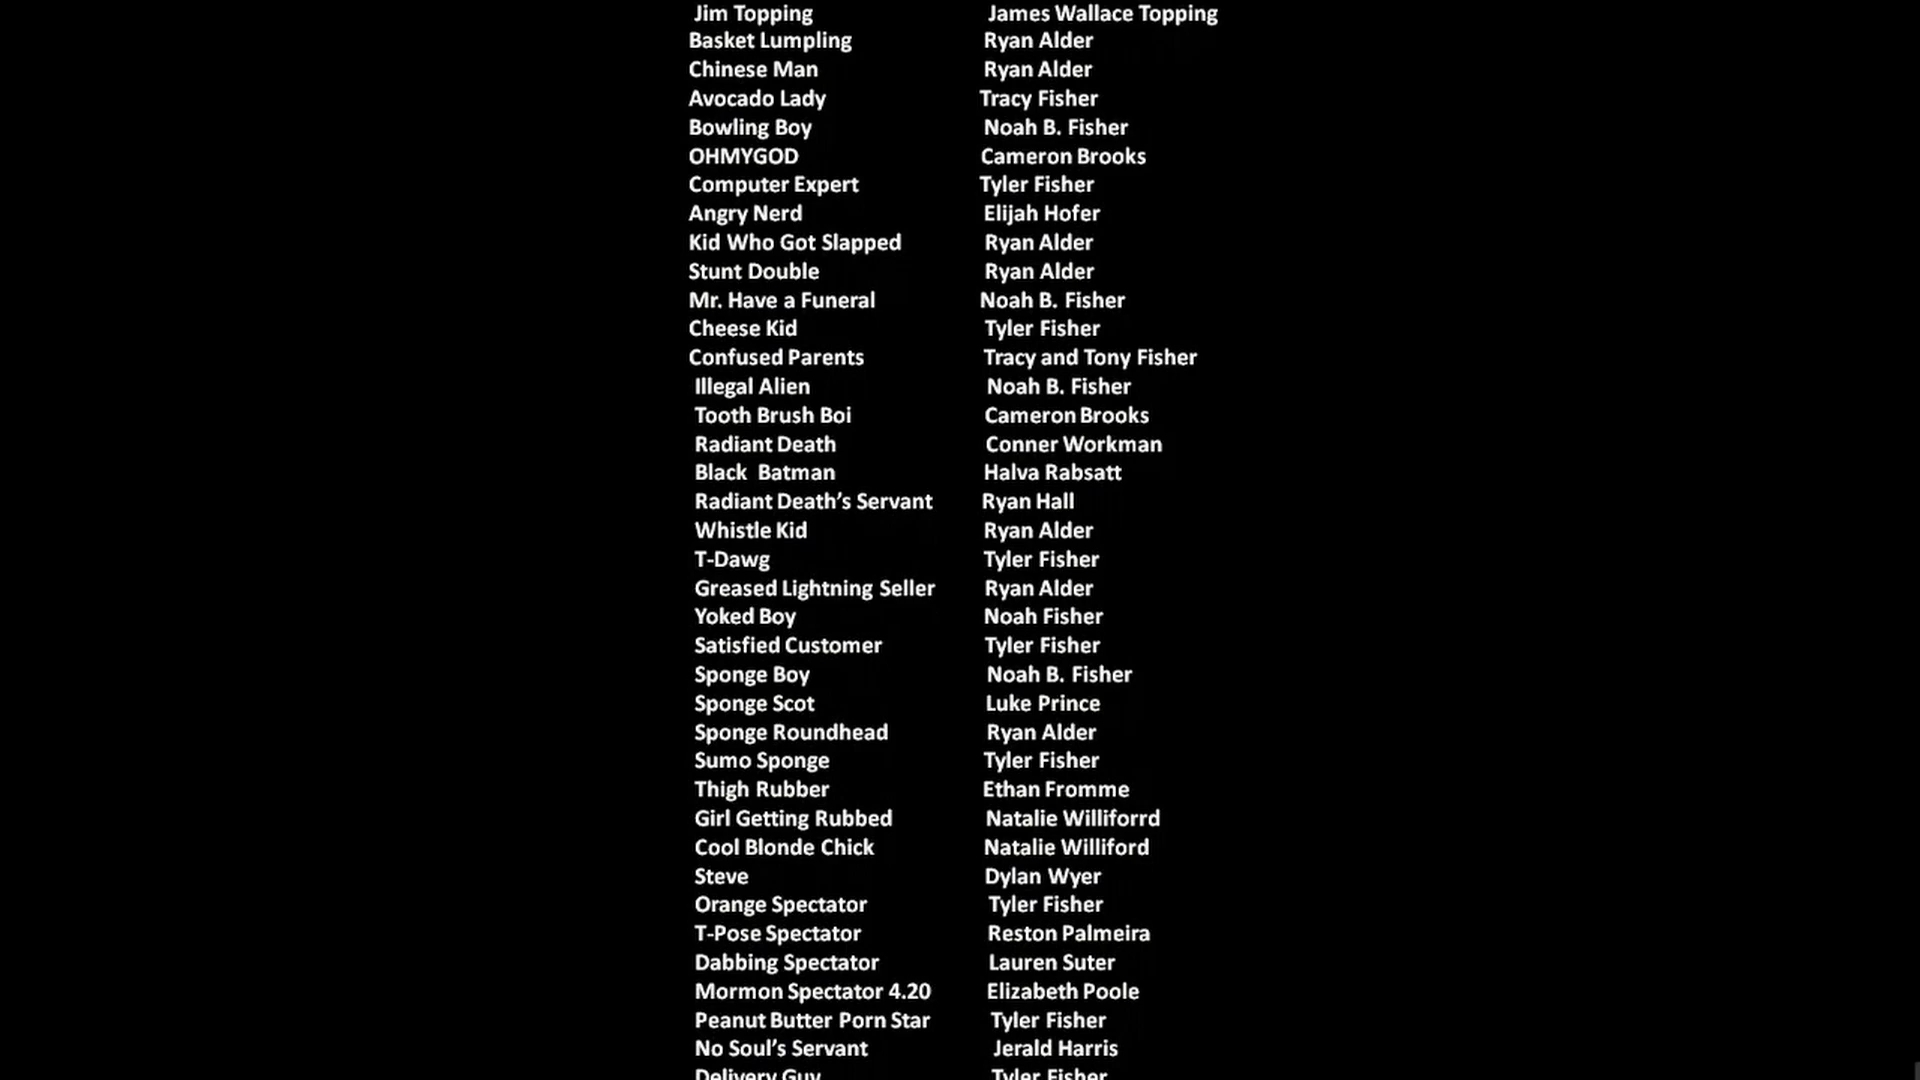 Jim Topping James Wallace Topping
Basket Lumpling Ryan Alder
Chinese Man Ryan Alder
Avocado Lady Tracy Fisher
Bowling Boy Noah B. Fisher
OHMYGOD Cameron Brooks
Computer Expert Tyler Fisher
Angry Nerd Elijah Hofer
Kid Who Got Slapped Ryan Alder
Stunt Double Ryan Alder
Mr. Have a Funeral Noah B. Fisher
Cheese Kid Tyler Fisher
Confused Parents Tracy and Tony Fisher
Illegal Alien Noah B. Fisher
Tooth Brush Boi Cameron Brooks
Radiant Death Conner Workman
Black Batman Halva Rabsatt
Radiant Death’s Servant Ryan Hall
Whistle Kid Ryan Alder
T-Dawg Tyler Fisher
Greased Lightning Seller Ryan Alder
Yoked Boy Noah Fisher
Satisfied Customer Tyler Fisher
Sponge Boy Noah B. Fisher
Sponge Scot Luke Prince
Sponge Roundhead Ryan Alder
Sumo Sponge Tyler Fisher
Thigh Rubber Ethan Fromme
Girl Getting Rubbed Natalie Williforrd
Cool Blonde Chick Natalie Williford
Steve Dylan Wyer
Orange Spectator Tyler Fisher
T-Pose Spectator Reston Palmeira
Dabbing Spectator Lauren Suter
Mormon Spectator 4.20 Elizabeth Poole
Peanut Butter Porn Star Tyler Fisher
No Soul’s Servant Jerald Harris
Delivery Guy Tyler Fisher